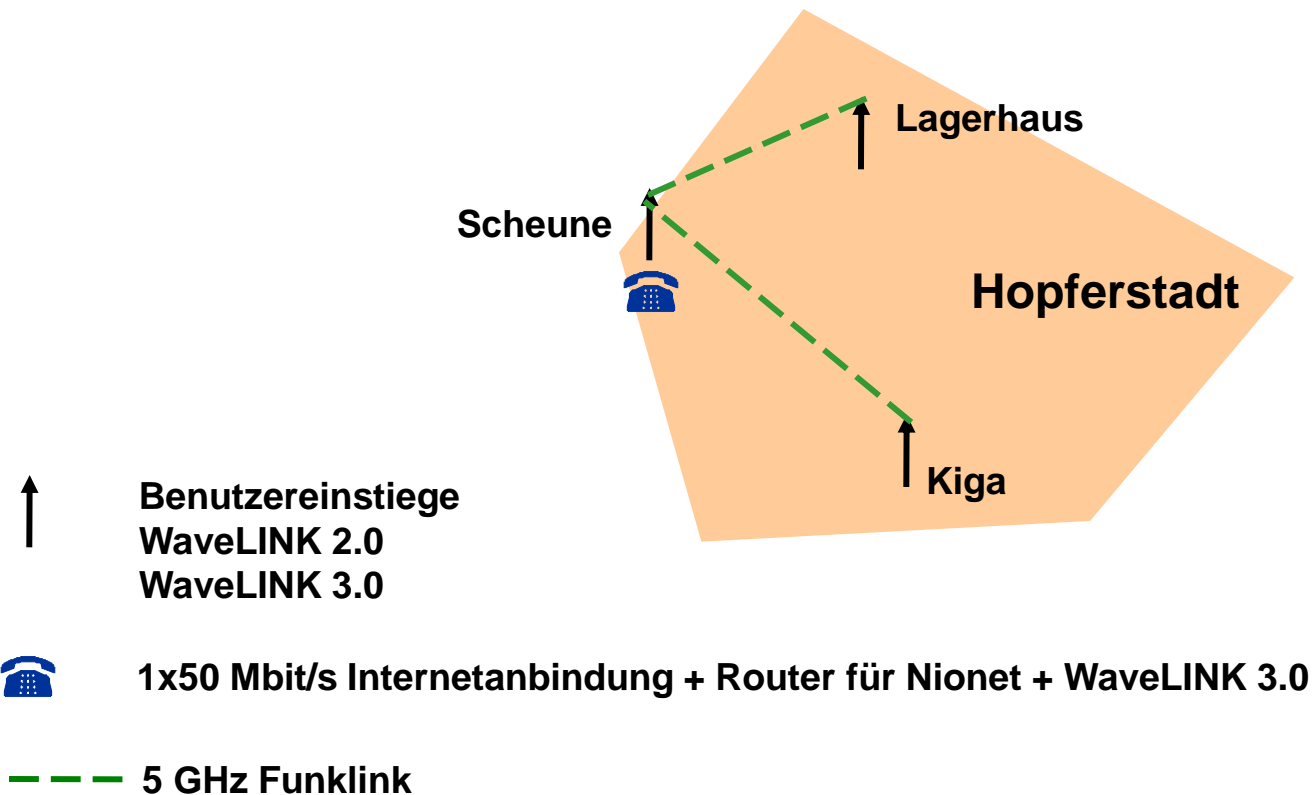 Lagerhaus
Scheune
Hopferstadt
Kiga
Benutzereinstiege
WaveLINK 2.0
WaveLINK 3.0
1x50 Mbit/s Internetanbindung + Router für Nionet + WaveLINK 3.0
5 GHz Funklink